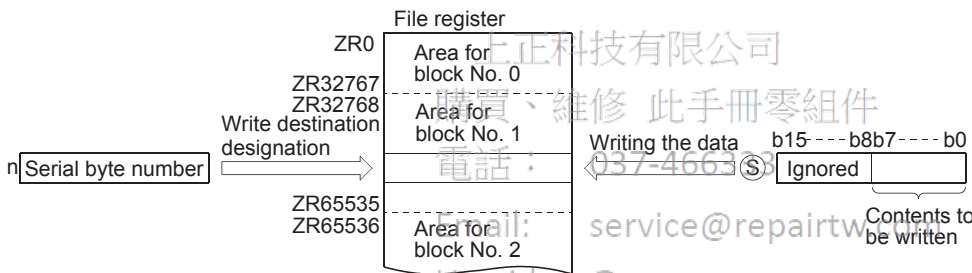 File register
ZR0
Area for
block No. 0
ZR32767
ZR32768
Area for
block No. 1
Write destination
designation
n Serial byte number
Writing the data
S
b15 - - - - b8b7 - - - - b0
Ignored
Contents to
be written
ZR65535
ZR65536
Area for
block No. 2
上正科技有限公司
購買、維修 此手冊零組件
電話： 037-466333
Email: service@repairtw.com